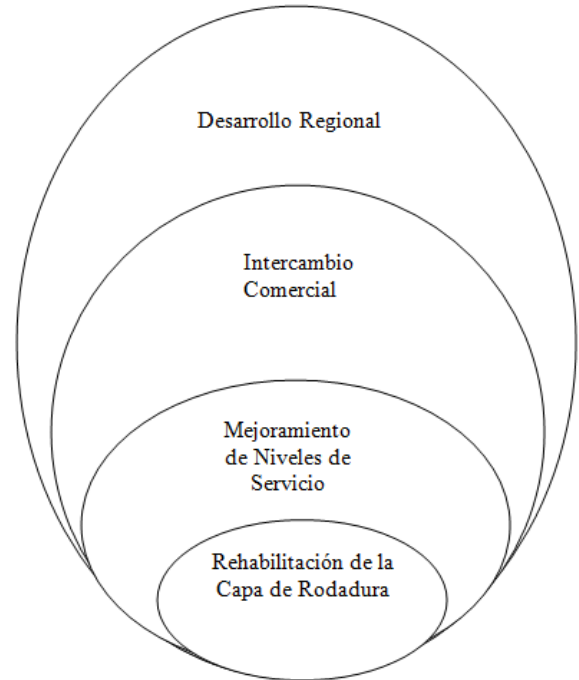 Desarrollo Regional
Intercambio
Comercial
Mejoramiento
de Niveles de
Servicio
Rehabilitación de la
Capa de Rodadura